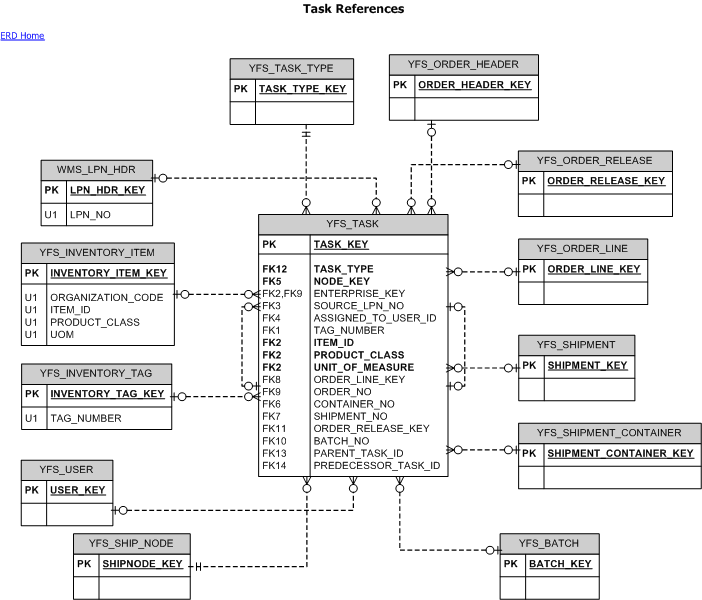 Task References
ERD Home
YFS_TASK_TYPE
PK TASK_TYPE_KEY
YFS_ORDER_HEADER
PK ORDER_HEADER_KEY
WMS_LPN_HDR
PK LPN_HDR_KEY
U1 LPN_NO
YFS_ORDER_RELEASE
PK ORDER_RELEASE_KEY
YFS_INVENTORY_ITEM
PK INVENTORY_ITEM_KEY
U1 ORGANIZATION_CODE
U1 ITEM_ID
U1 PRODUCT_CLASS
U1 UOM
YFS_TASK
PK TASK_KEY
FK12 TASK_TYPE
FK5 NODE_KEY
FK2,FK9 ENTERPRISE_KEY
FK3 SOURCE_LPN_NO
FK4 ASSIGNED_TO_USER_ID
FK1 TAG_NUMBER
FK2 ITEM_ID
FK2 PRODUCT_CLASS
FK2 UNIT_OF_MEASURE
FK8 ORDER_LINE_KEY
FK9 ORDER_NO
FK6 CONTAINER_NO
FK7 SHIPMENT_NO
FK11 ORDER_RELEASE_KEY
FK10 BATCH_NO
FK13 PARENT_TASK_ID
FK14 PREDECESSOR_TASK_ID
YFS_ORDER_LINE
PK ORDER_LINE_KEY
YFS_SHIPMENT
PK SHIPMENT_KEY
YFS_INVENTORY_TAG
PK INVENTORY_TAG_KEY
U1 TAG_NUMBER
YFS_SHIPMENT_CONTAINER
PK SHIPMENT_CONTAINER_KEY
YFS_USER
PK USER_KEY
YFS_SHIP_NODE
PK SHIPNODE_KEY
YFS_BATCH
PK BATCH_KEY